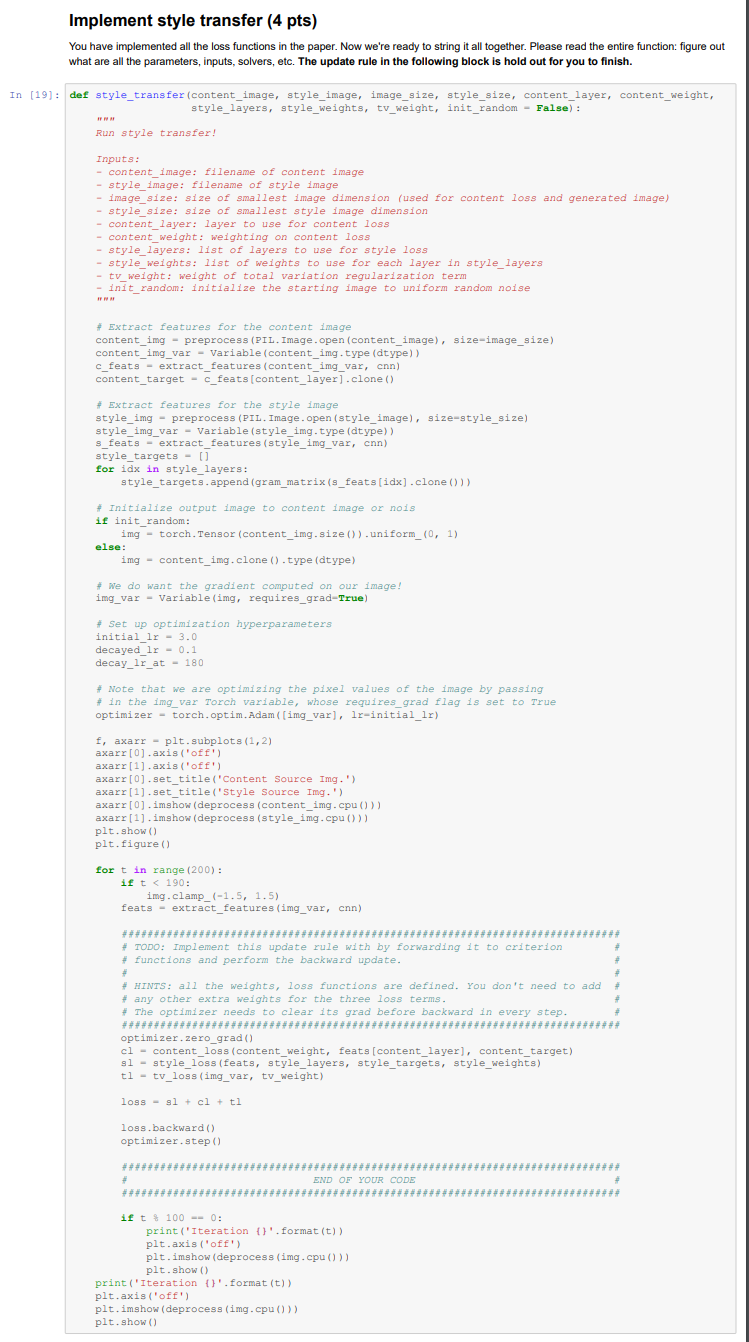 Implement style transfer (4 pts)
You have implemented all the loss functions in the paper. Now we're ready to string it all together. Please read the entire function: figure out
what are all the parameters, inputs, solvers, etc. The update rule in the following block is hold out for you to finish.
In [19]: def style_transfer(content_image, style_image, image_size, style_size, content_layer, content_weight,
style_layers, style_weights, tv_weight, init_random = False):
"""
Run style transfer!
Inputs:
- content_image: filename of content image
- style_image: filename of style image
- image_size: size of smallest image dimension (used for content loss and generated image)
- style_size: size of smallest style image dimension
- content_layer: layer to use for content loss
- content_weight: weighting on content loss
- style_layers: list of layers to use for style loss
- style_weights: list of weights to use for each layer in style_layers
- tv_weight: weight of total variation regularization term
- init_random: initialize the starting image to uniform random noise
"""
# Extract features for the content image
content_img = preprocess(PIL.Image.open(content_image), size=image_size)
content_img_var = Variable(content_img.type(dtype))
c_feats = extract_features(content_img_var, cnn)
content_target = c_feats[content_layer].clone()
# Extract features for the style image
style_img = preprocess(PIL.Image.open(style_image), size=style_size)
style_img_var = Variable(style_img.type(dtype))
s_feats = extract_features(style_img_var, cnn)
style_targets = []
for idx in style_layers:
style_targets.append(gram_matrix(s_feats[idx].clone()))
# Initialize output image to content image or nois
if init_random:
img = torch.Tensor(content_img.size()).uniform_(0, 1)
else:
img = content_img.clone().type(dtype)
# We do want the gradient computed on our image!
img_var = Variable(img, requires_grad=True)
# Set up optimization hyperparameters
initial_lr = 3.0
decayed_lr = 0.1
decay_lr_at = 180
# Note that we are optimizing the pixel values of the image by passing
# in the img_var Torch variable, whose requires_grad flag is set to True
optimizer = torch.optim.Adam([img_var], lr=initial_lr)
f, axarr = plt.subplots(1,2)
axarr[0].axis('off')
axarr[1].axis('off')
axarr[0].set_title('Content Source Img.')
axarr[1].set_title('Style Source Img.')
axarr[0].imshow(deprocess(content_img.cpu()))
axarr[1].imshow(deprocess(style_img.cpu()))
plt.show()
plt.figure()
for t in range(200):
if t < 190:
img.clamp_(-1.5, 1.5)
feats = extract_features(img_var, cnn)
##############################################################################
# TODO: Implement this update rule with by forwarding it to criterion #
# functions and perform the backward update. #
# #
# HINTS: all the weights, loss functions are defined. You don't need to add #
# any other extra weights for the three loss terms. #
# The optimizer needs to clear its grad before backward in every step. #
##############################################################################
optimizer.zero_grad()
cl = content_loss(content_weight, feats[content_layer], content_target)
sl = style_loss(feats, style_layers, style_targets, style_weights)
tl = tv_loss(img_var, tv_weight)
loss = sl + cl + tl
loss.backward()
optimizer.step()
##############################################################################
# END OF YOUR CODE #
##############################################################################
if t % 100 == 0:
print('Iteration {}'.format(t))
plt.axis('off')
plt.imshow(deprocess(img.cpu()))
plt.show()
print('Iteration {}'.format(t))
plt.axis('off')
plt.imshow(deprocess(img.cpu()))
plt.show()